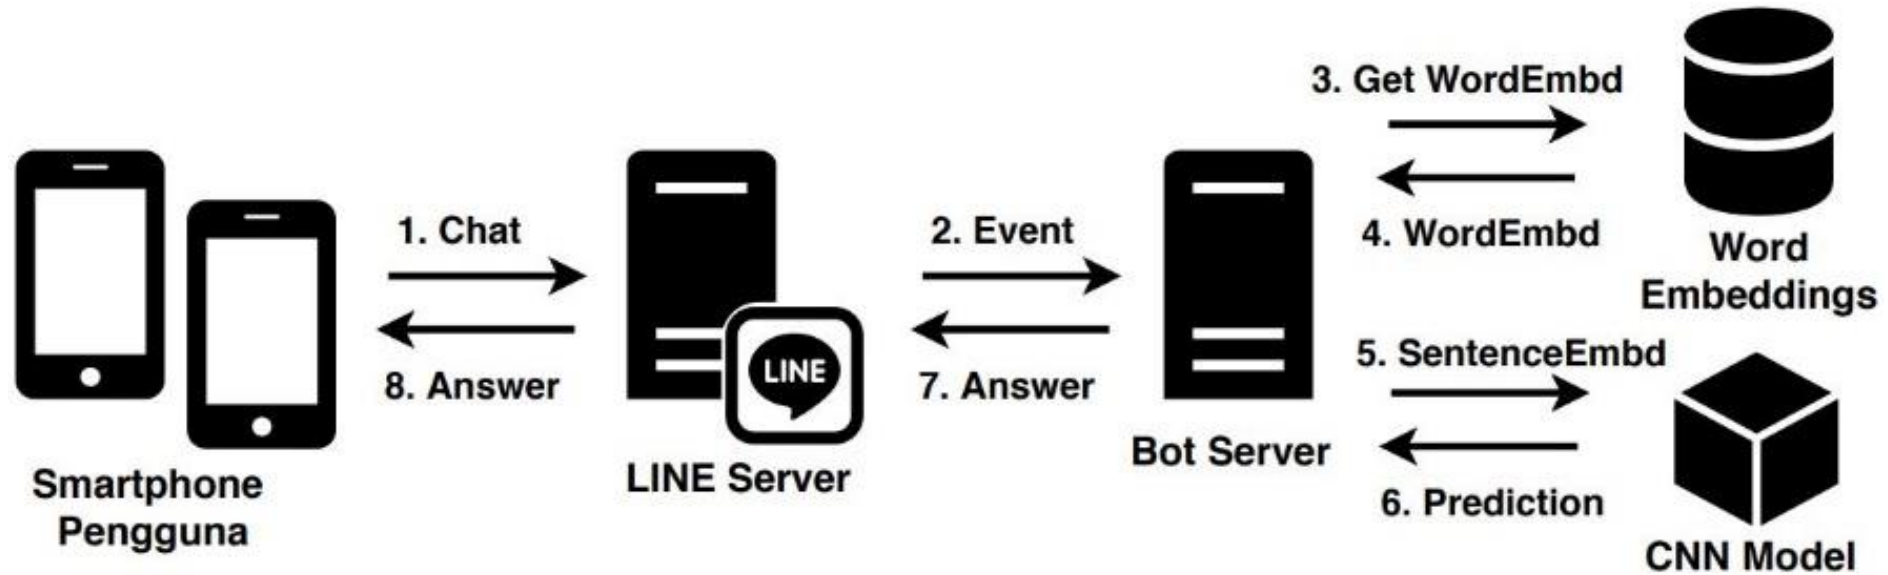 3. Get WordEmbd
4. WordEmbd
Word
Embeddings
1. Chat
8. Answer
2. Event
7. Answer
5. SentenceEmbd
6. Prediction
LINE
Smartphone
Pengguna
LINE Server
Bot Server
CNN Model